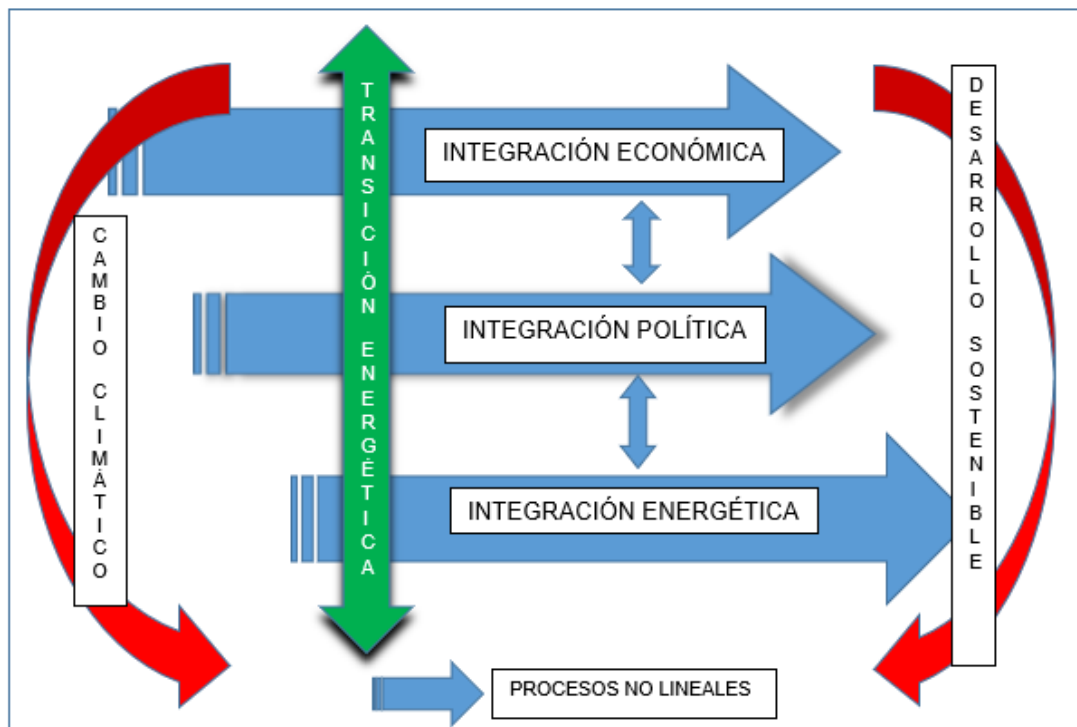 CAMBIO CLIMÁTICO
TRANSICIÓN ENERGÉTICA
INTEGRACIÓN ECONÓMICA
INTEGRACIÓN POLÍTICA
INTEGRACIÓN ENERGÉTICA
PROCESOS NO LINEALES
DESARROLLO SOSTENIBLE